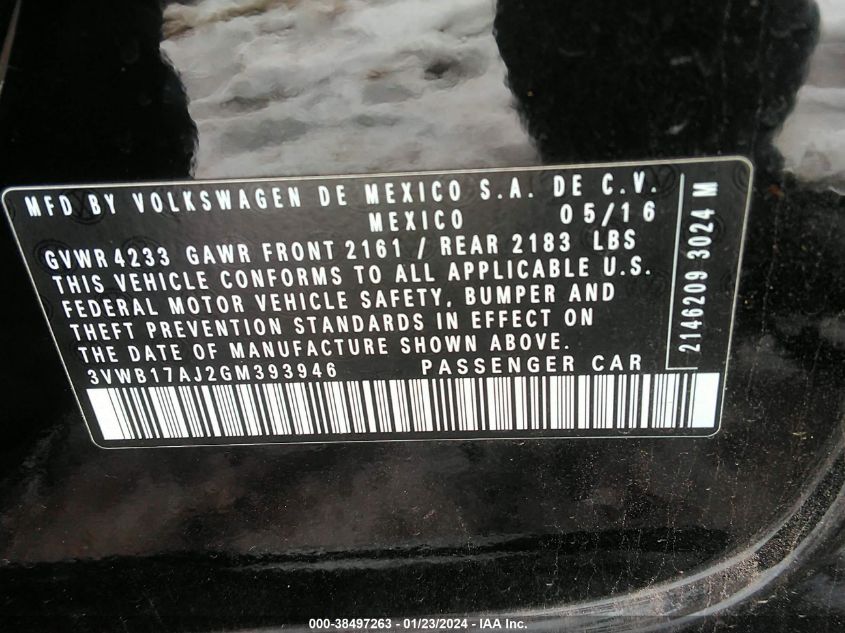 MFD BY VOLKSWAGEN DE MEXICO S.A. DE C.V.
MEXICO 05/16
GVWR 4233 GAWR FRONT 2161 / REAR 2183 LBS
THIS VEHICLE CONFORMS TO ALL APPLICABLE U.S.
FEDERAL MOTOR VEHICLE SAFETY, BUMPER AND
THEFT PREVENTION STANDARDS IN EFFECT ON
THE DATE OF MANUFACTURE SHOWN ABOVE.
3VWB17AJ2GM393946 PASSENGER CAR
2146209 3024 M
000-38497263 - 01/23/2024 - IAA Inc.